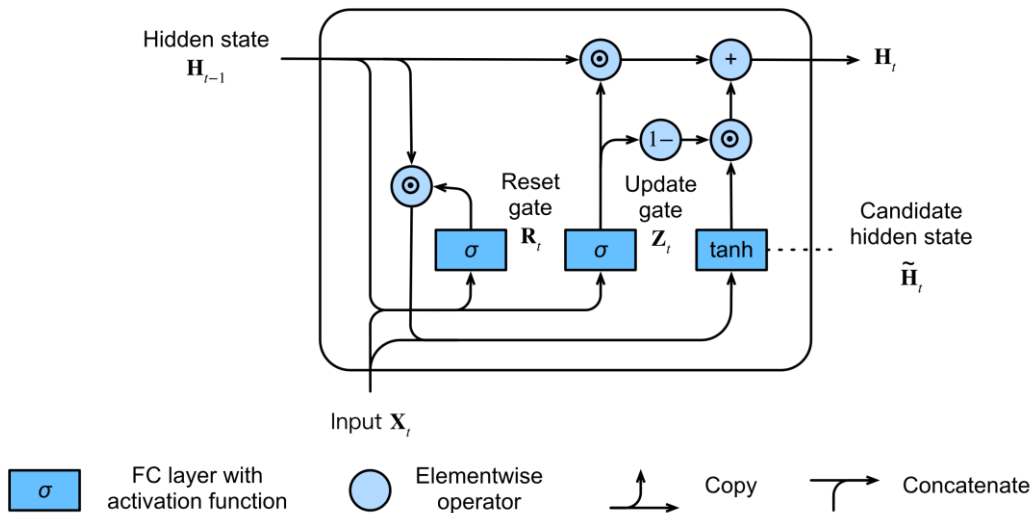 Hidden state
H_{t−1}
H_t
+
1−
Reset
gate
R_t
Update
gate
Z_t
Candidate
hidden state
H̃_t
σ
σ
tanh
Input X_t
σ
FC layer with
activation function
Elementwise
operator
Copy
Concatenate